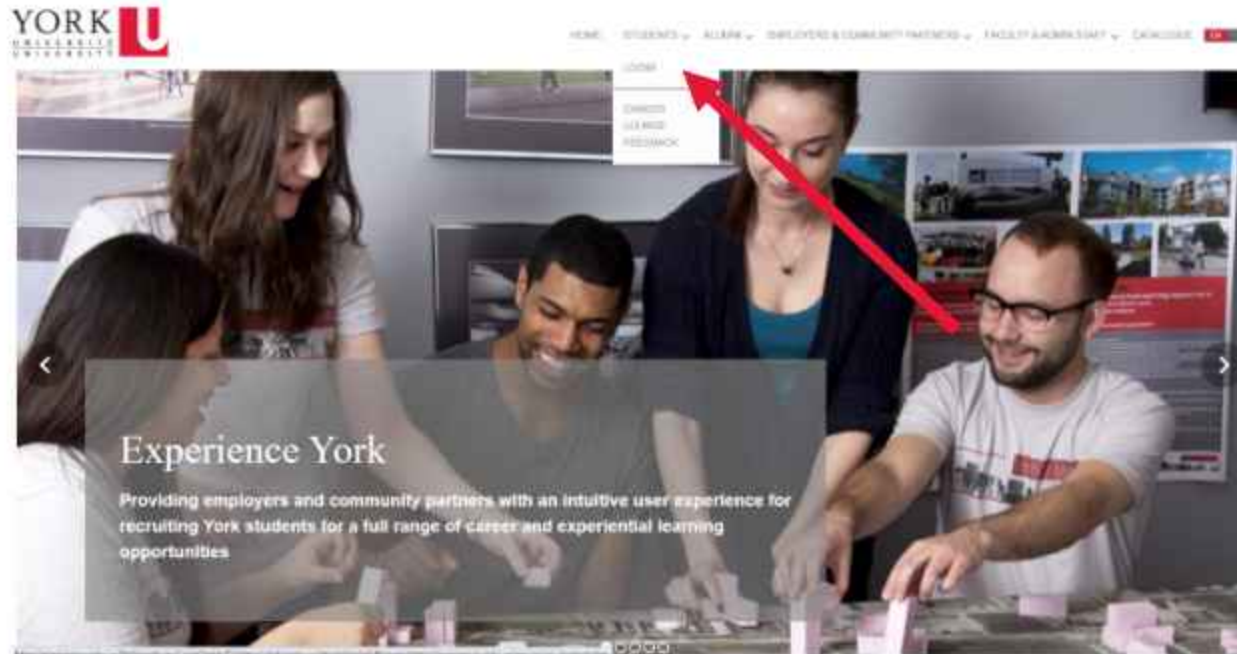 YORK U
UNIVERSITÉ
UNIVERSITY
HOME STUDENTS ALUMNI EMPLOYERS & COMMUNITY PARTNERS FACULTY & ADMIN STAFF CATALOGUE EN
LOGIN
FEEDBACK
Experience York
Providing employers and community partners with an intuitive user experience for
recruiting York students for a full range of career and experiential learning
opportunities